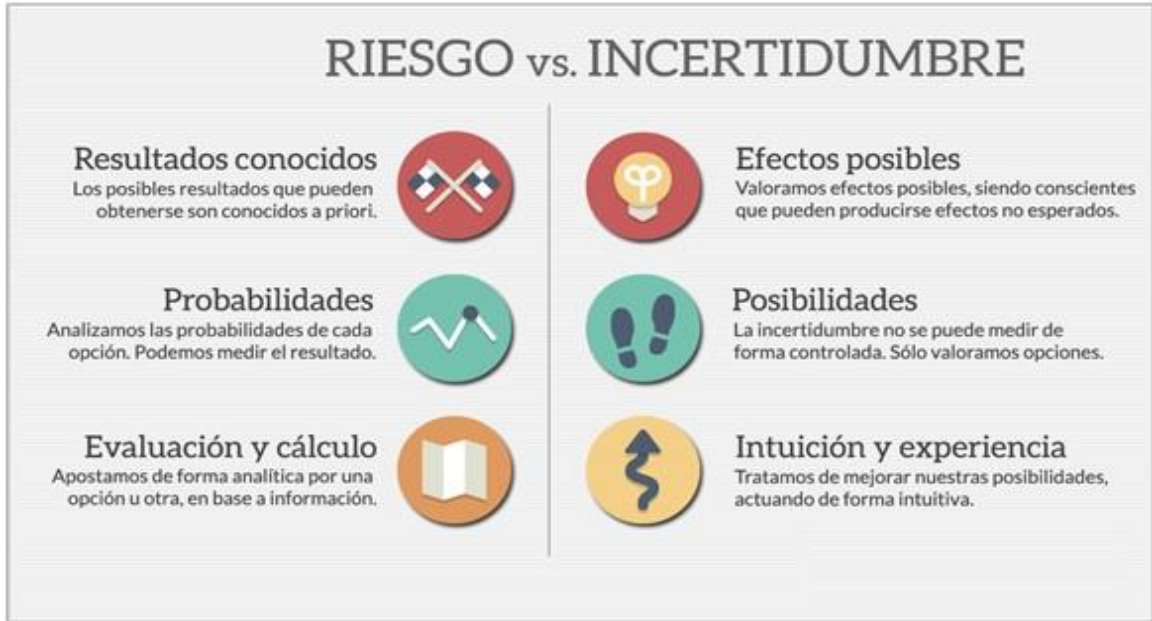 RIESGO vs. INCERTIDUMBRE
Resultados conocidos
Los posibles resultados que pueden
obtenerse son conocidos a priori.
Probabilidades
Analizamos las probabilidades de cada
opción. Podemos medir el resultado.
Evaluación y cálculo
Apostamos de forma analítica por una
opción u otra, en base a información.
Efectos posibles
Valoramos efectos posibles, siendo conscientes
que pueden producirse efectos no esperados.
Posibilidades
La incertidumbre no se puede medir de
forma controlada. Sólo valoramos opciones.
Intuición y experiencia
Tratamos de mejorar nuestras posibilidades,
actuando de forma intuitiva.